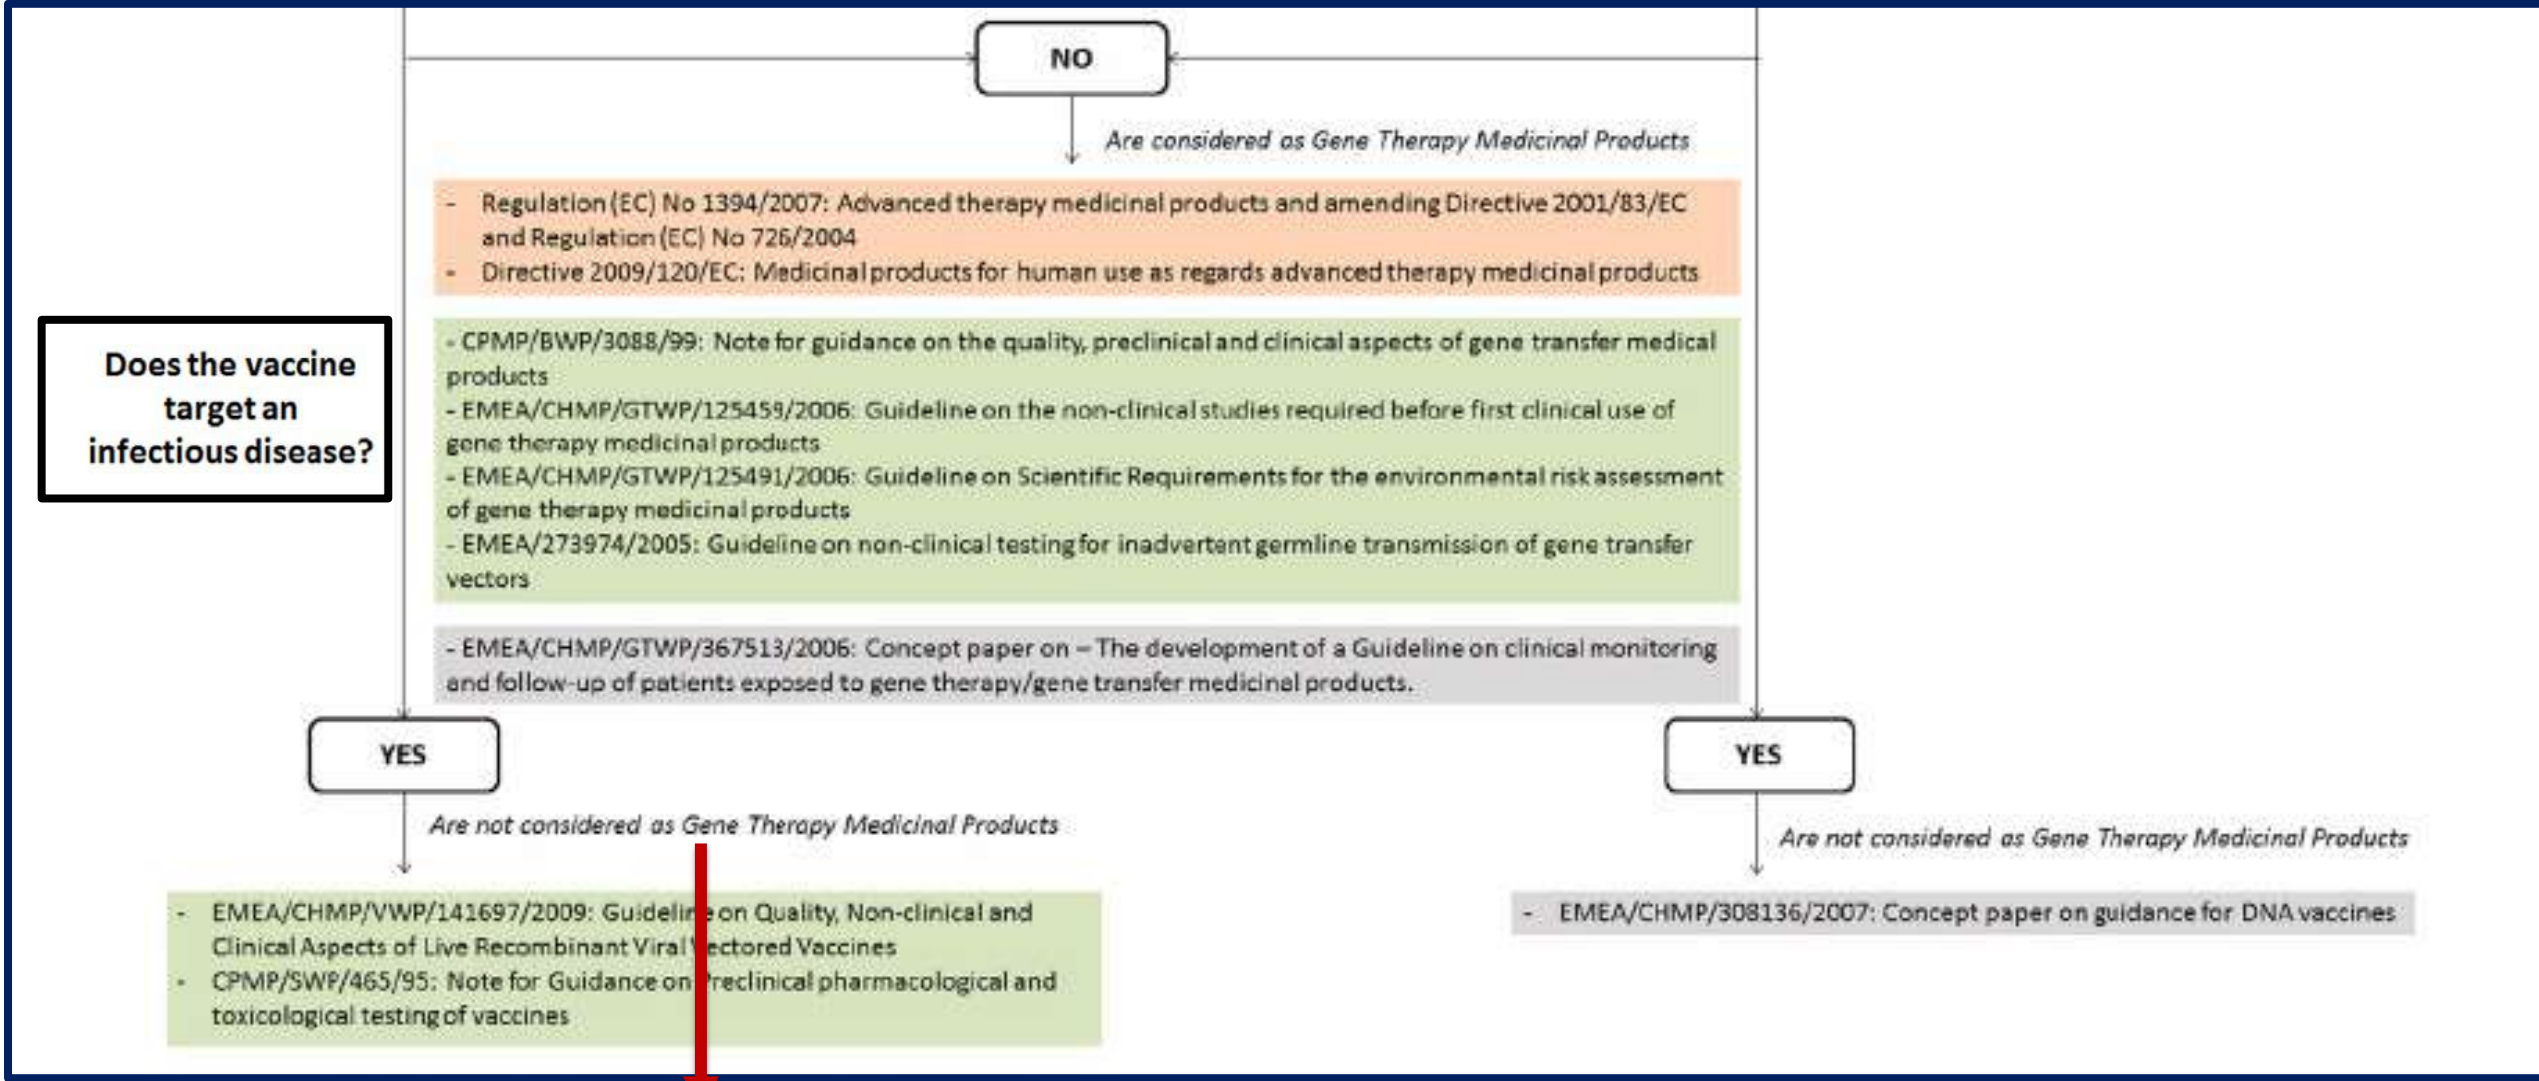 NO
Are considered as Gene Therapy Medicinal Products
- Regulation (EC) No 1394/2007: Advanced therapy medicinal products and amending Directive 2001/83/EC
and Regulation (EC) No 726/2004
- Directive 2009/120/EC: Medicinal products for human use as regards advanced therapy medicinal products
Does the vaccine
target an
infectious disease?
- CPMP/BWP/3088/99: Note for guidance on the quality, preclinical and clinical aspects of gene transfer medical
products
- EMEA/CHMP/GTWP/125459/2006: Guideline on the non-clinical studies required before first clinical use of
gene therapy medicinal products
- EMEA/CHMP/GTWP/125491/2006: Guideline on Scientific Requirements for the environmental risk assessment
of gene therapy medicinal products
- EMEA/273974/2005: Guideline on non-clinical testing for inadvertent germline transmission of gene transfer
vectors
- EMEA/CHMP/GTWP/367513/2006: Concept paper on – The development of a Guideline on clinical monitoring
and follow-up of patients exposed to gene therapy/gene transfer medicinal products.
YES
YES
Are not considered as Gene Therapy Medicinal Products
Are not considered as Gene Therapy Medicinal Products
- EMEA/CHMP/VWP/141697/2009: Guideline on Quality, Non-clinical and
Clinical Aspects of Live Recombinant Viral Vectored Vaccines
- CPMP/SWP/465/95: Note for Guidance on Preclinical pharmacological and
toxicological testing of vaccines
- EMEA/CHMP/308136/2007: Concept paper on guidance for DNA vaccines